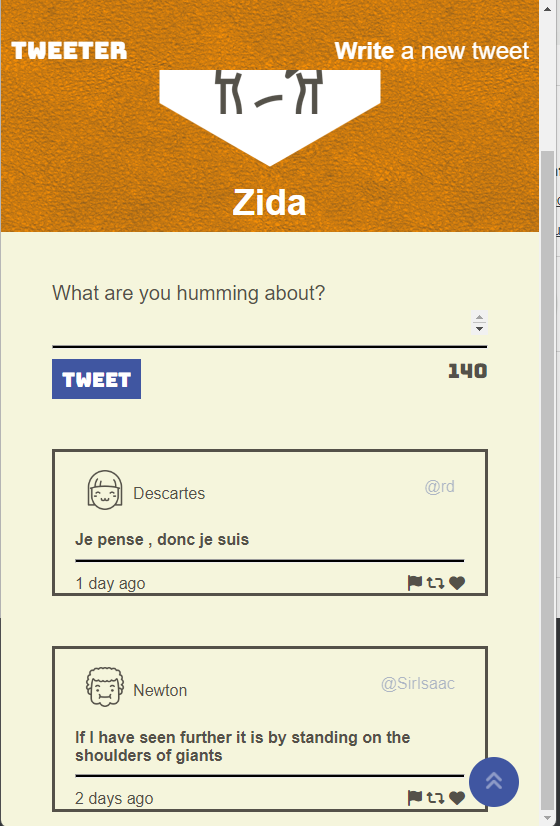 TWEETER
Write a new tweet
Zida
What are you humming about?
TWEET
140
Descartes
@rd
Je pense , donc je suis
1 day ago
Newton
@SirIsaac
If I have seen further it is by standing on the
shoulders of giants
2 days ago